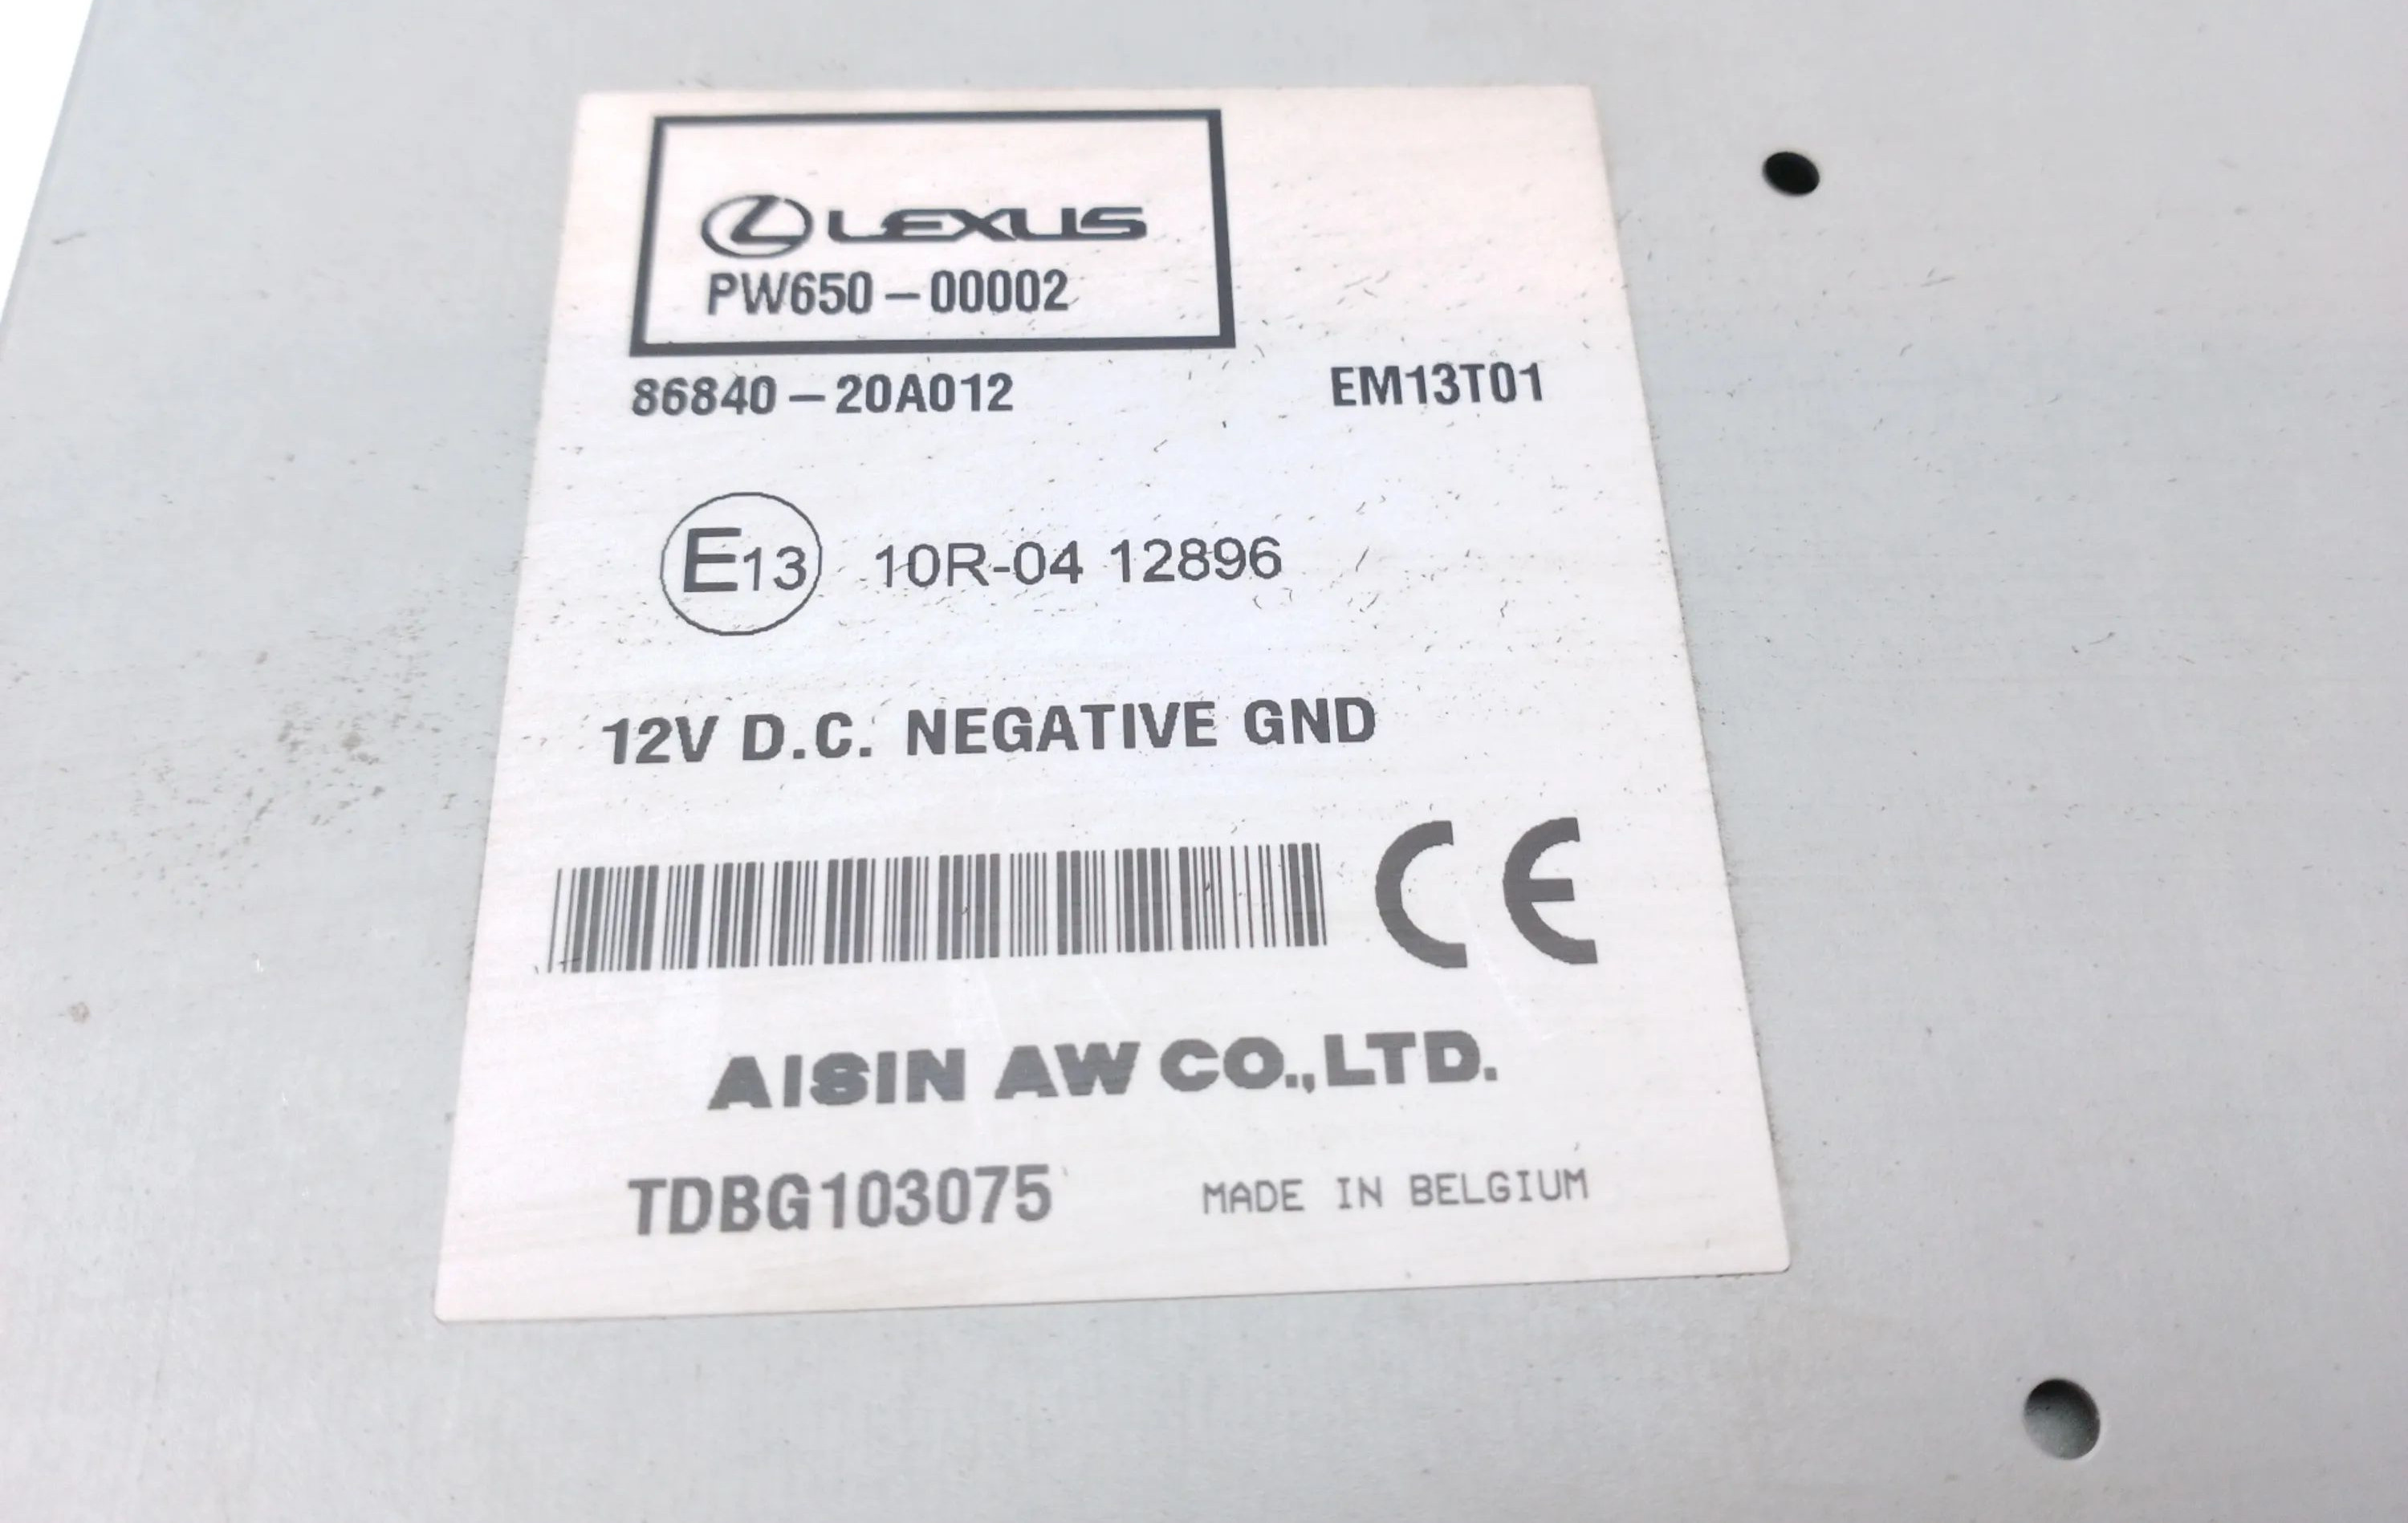 LEXUS
PW650-00002
86840-20A012 EM13T01
E13 10R-04 12896
12V D.C. NEGATIVE GND
CE
AISIN AW CO.,LTD.
TDBG103075 MADE IN BELGIUM